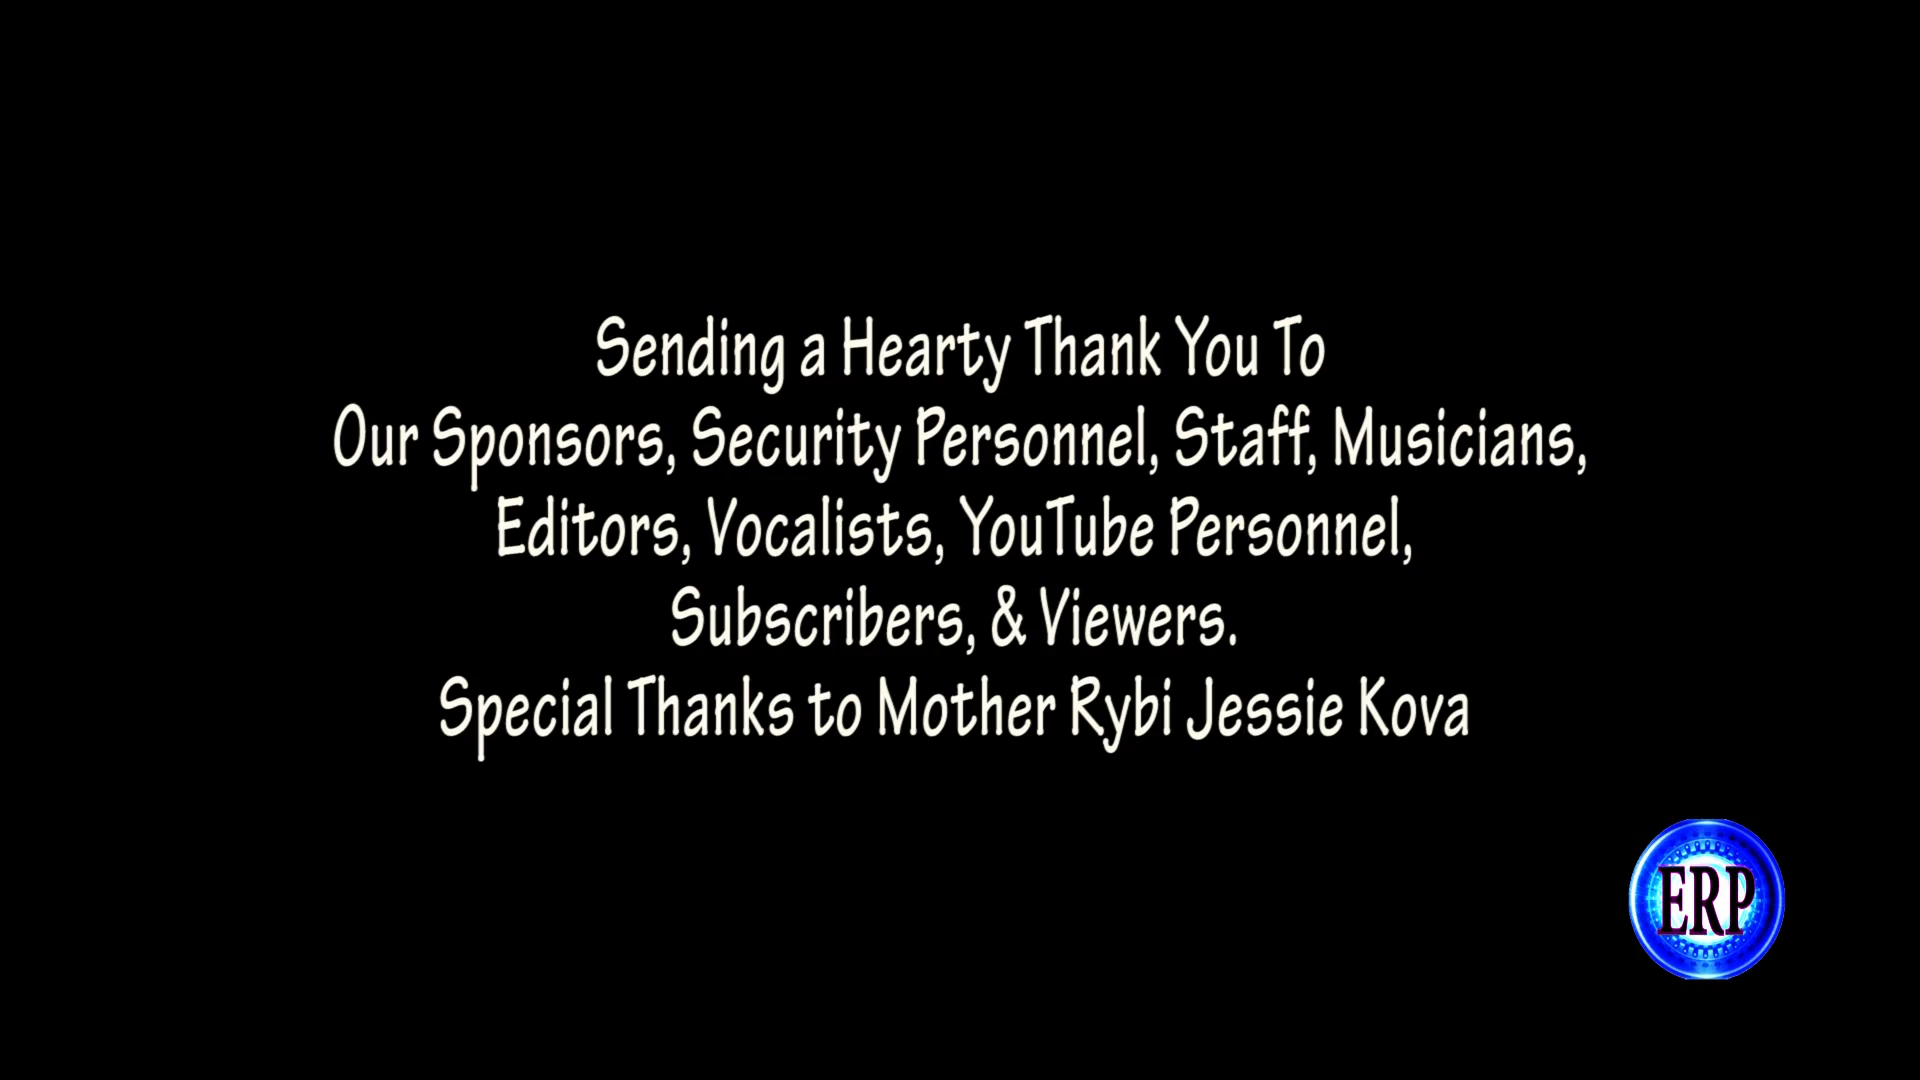 Sending a Hearty Thank You To
Our Sponsors, Security Personnel, Staff, Musicians,
Editors, Vocalists, YouTube Personnel,
Subscribers, & Viewers.
Special Thanks to Mother Rybi Jessie Kova
ERP